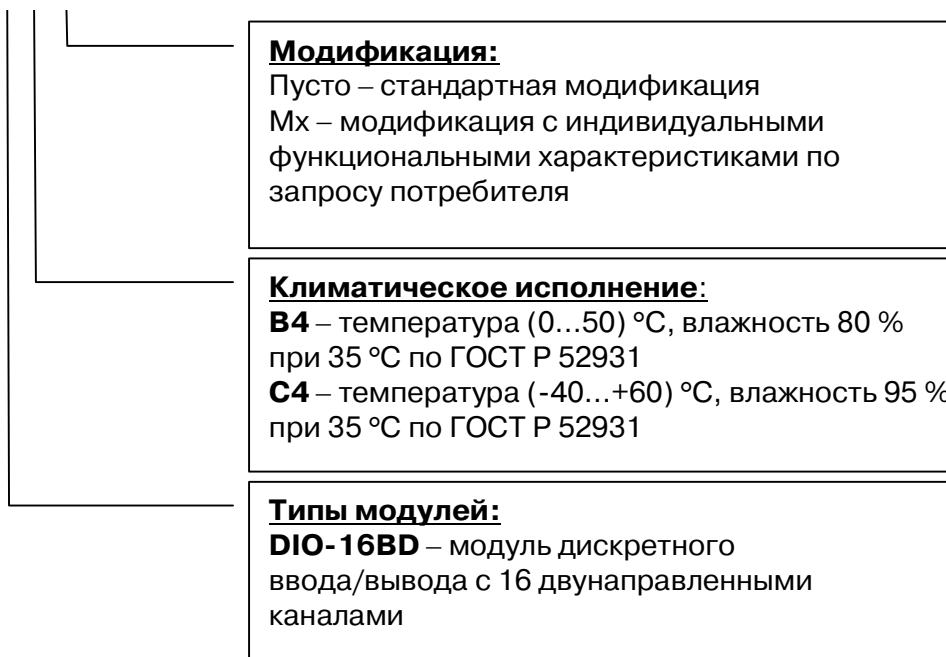 Модификация:
Пусто – стандартная модификация
Мх – модификация с индивидуальными
функциональными характеристиками по
запросу потребителя
Климатическое исполнение:
В4 – температура (0...50) °С, влажность 80 %
при 35 °С по ГОСТ Р 52931
С4 – температура (-40...+60) °С, влажность 95 %
при 35 °С по ГОСТ Р 52931
Типы модулей:
DIO-16BD – модуль дискретного
ввода/вывода с 16 двунаправленными
каналами